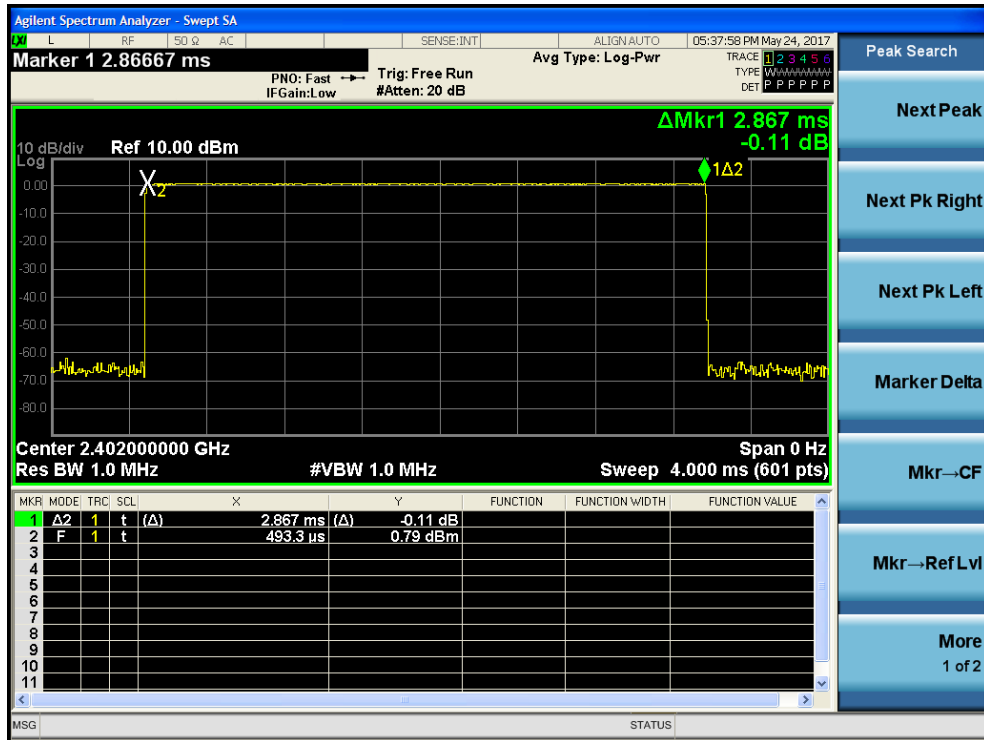 Agilent Spectrum Analyzer - Swept SA
LXI L RF 50 Ω AC SENSE:INT ALIGN AUTO 05:37:58 PM May 24, 2017
Marker 1 2.86667 ms
PNO: Fast
IFGain:Low
Trig: Free Run
#Atten: 20 dB
Avg Type: Log-Pwr
TRACE 1 2 3 4 5 6
TYPE W
DET P P P P P P
ΔMkr1 2.867 ms
-0.11 dB
10 dB/div Ref 10.00 dBm
Log
1Δ2
2
0.00
-10.0
-20.0
-30.0
-40.0
-50.0
-60.0
-70.0
-80.0
Center 2.402000000 GHz Span 0 Hz
Res BW 1.0 MHz #VBW 1.0 MHz Sweep 4.000 ms (601 pts)
MKR MODE TRC SCL X Y FUNCTION FUNCTION WIDTH FUNCTION VALUE
1 Δ2 1 t (Δ) 2.867 ms (Δ) -0.11 dB
2 F 1 t 493.3 µs 0.79 dBm
3
4
5
6
7
8
9
10
11
MSG STATUS
Peak Search
Next Peak
Next Pk Right
Next Pk Left
Marker Delta
Mkr→CF
Mkr→Ref Lvl
More
1 of 2